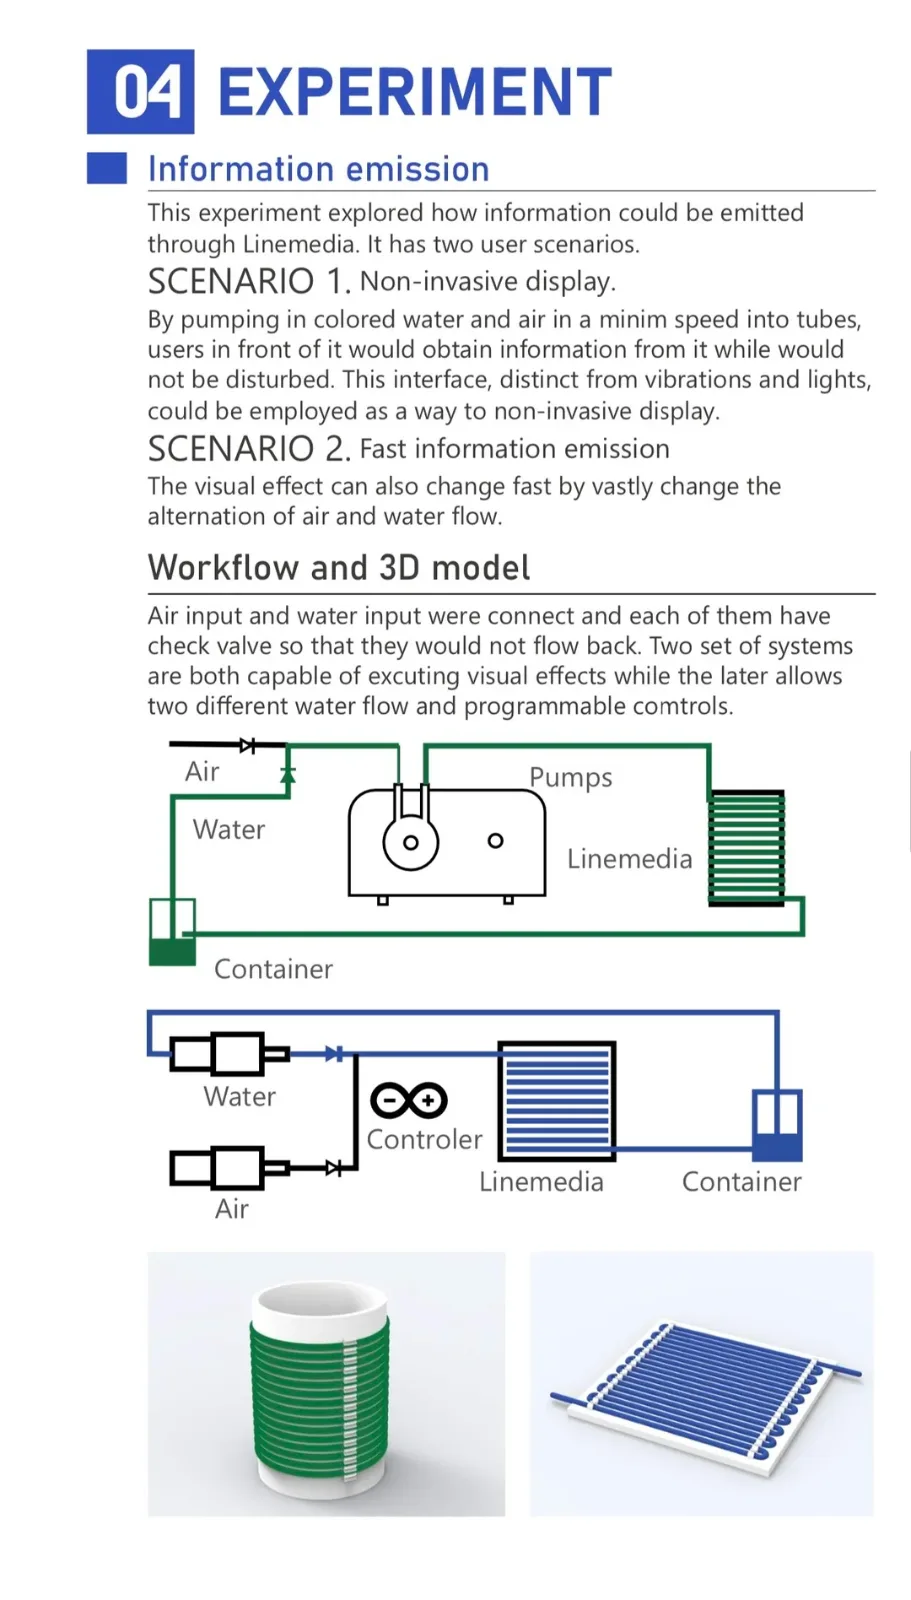 04 EXPERIMENT
Information emission
This experiment explored how information could be emitted
through Linemedia. It has two user scenarios.
SCENARIO 1. Non-invasive display.
By pumping in colored water and air in a minim speed into tubes,
users in front of it would obtain information from it while would
not be disturbed. This interface, distinct from vibrations and lights,
could be employed as a way to non-invasive display.
SCENARIO 2. Fast information emission
The visual effect can also change fast by vastly change the
alternation of air and water flow.
Workflow and 3D model
Air input and water input were connect and each of them have
check valve so that they would not flow back. Two set of systems
are both capable of excuting visual effects while the later allows
two different water flow and programmable comtrols.
Air
Pumps
Water
Linemedia
Container
Water
Controler
Linemedia
Container
Air